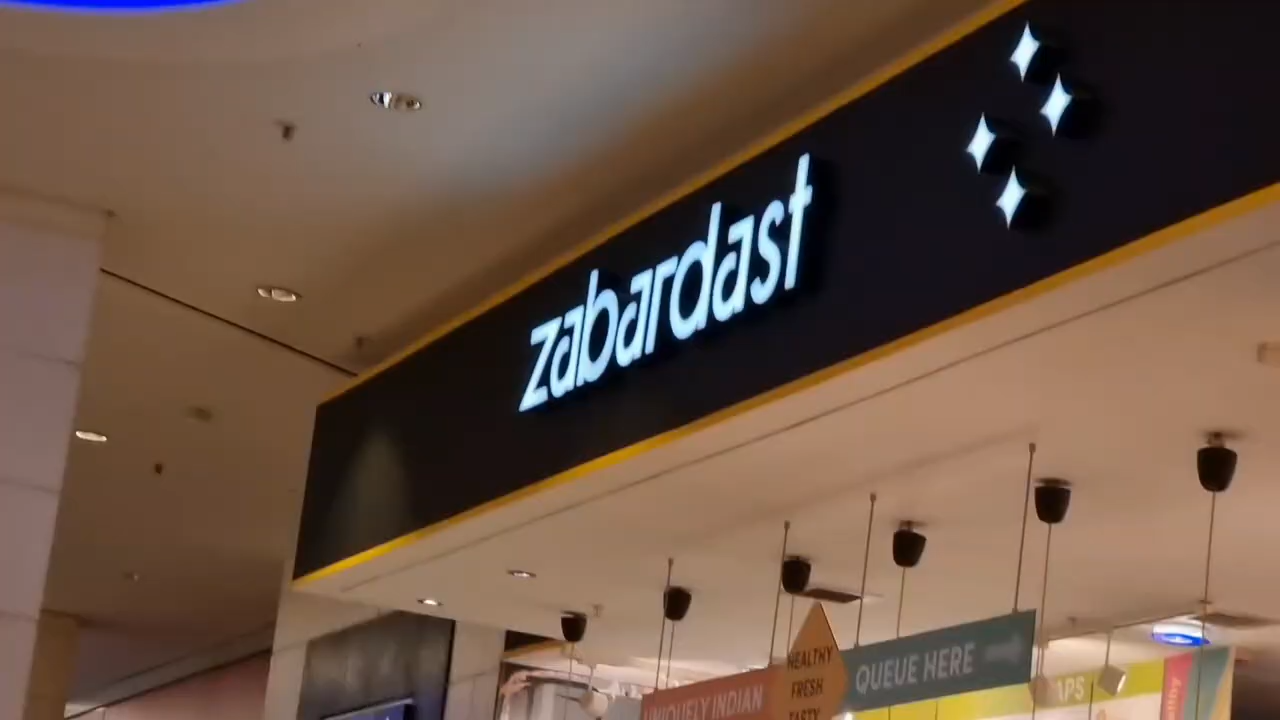 zabardast
UNIQUELY INDIAN
HEALTHY
FRESH
TASTY
QUEUE HERE